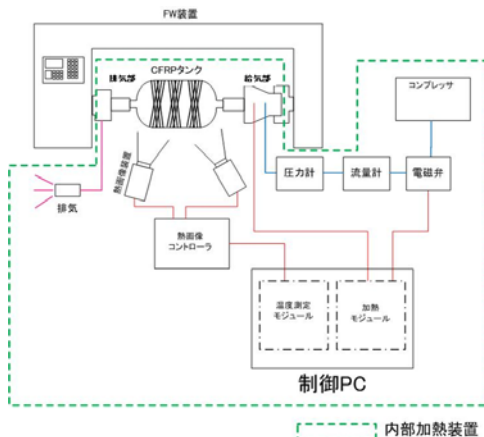 FW装置
排気部
CFRPタンク
給気部
コンプレッサ
熱画像装置
圧力計
流量計
電磁弁
排気
熱画像
コントローラ
温度測定
モジュール
加熱
モジュール
制御PC
内部加熱装置